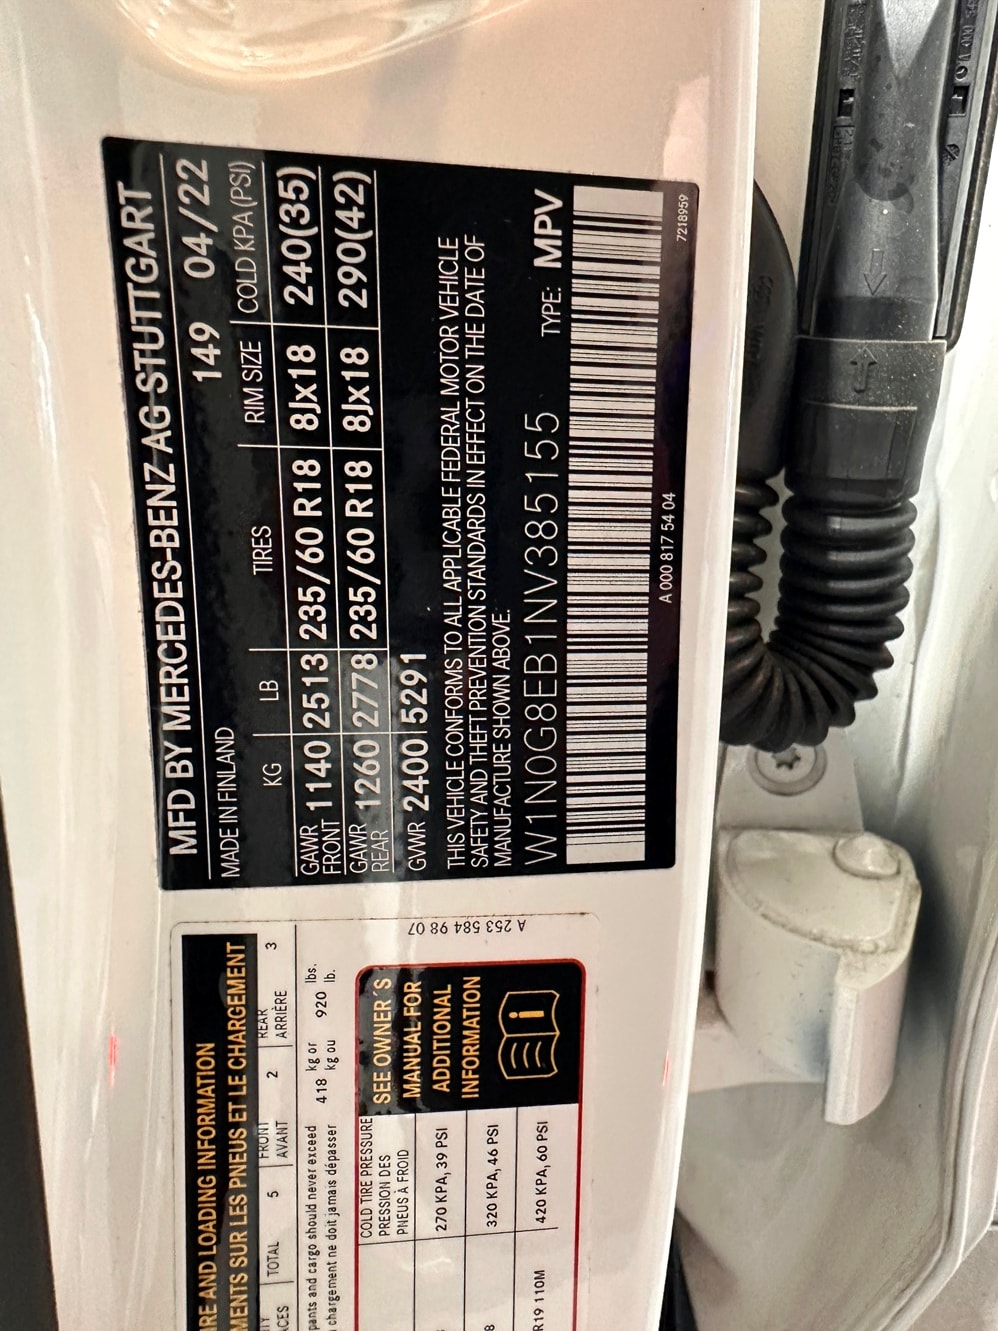 MFD BY MERCEDES-BENZ AG STUTTGART
MADE IN FINLAND 149 04/22
KG LB TIRES RIM SIZE COLD KPA (PSI)
GAWR FRONT 1140 2513 235/60 R18 8Jx18 240(35)
GAWR REAR 1260 2778 235/60 R18 8Jx18 290(42)
GVWR 2400 5291
THIS VEHICLE CONFORMS TO ALL APPLICABLE FEDERAL MOTOR VEHICLE
SAFETY AND THEFT PREVENTION STANDARDS IN EFFECT ON THE DATE OF
MANUFACTURE SHOWN ABOVE.
W1N0G8EB1NV385155 TYPE: MPV
A 000 817 54 04 7218959
A 253 584 98 07
RE AND LOADING INFORMATION
MENTS SUR LES PNEUS ET LE CHARGEMENT
TOTAL 5 FRONT AVANT 2 REAR ARRIÈRE 3
pants and cargo should never exceed 418 kg or 920 lbs.
chargement ne doit jamais dépasser kg ou lb.
COLD TIRE PRESSURE
PRESSION DES
PNEUS À FROID
270 KPA, 39 PSI
320 KPA, 46 PSI
R19 110M 420 KPA, 60 PSI
SEE OWNER´S
MANUAL FOR
ADDITIONAL
INFORMATION